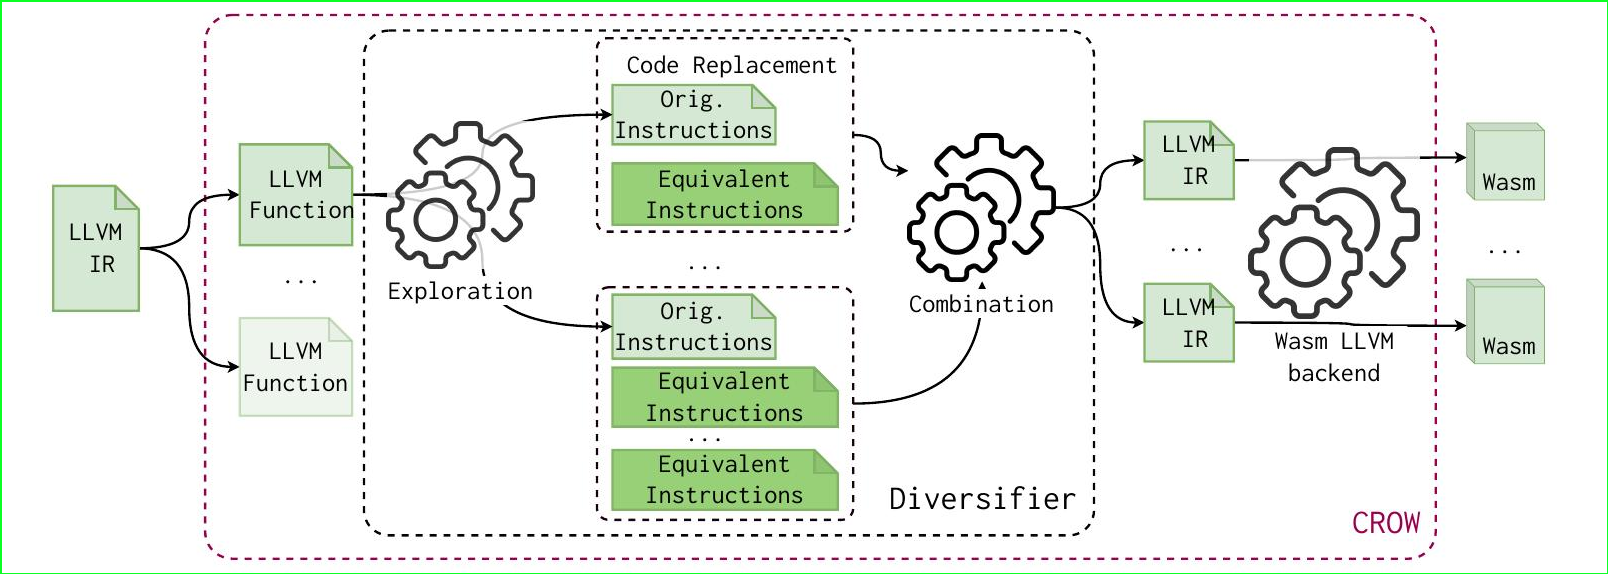 LLVM
IR
LLVM
Function
...
LLVM
Function
Exploration
Code Replacement
Orig.
Instructions
Equivalent
Instructions
...
Orig.
Instructions
Equivalent
Instructions
...
Equivalent
Instructions
Combination
Diversifier
LLVM
IR
...
LLVM
IR
Wasm LLVM
backend
CROW
Wasm
...
Wasm